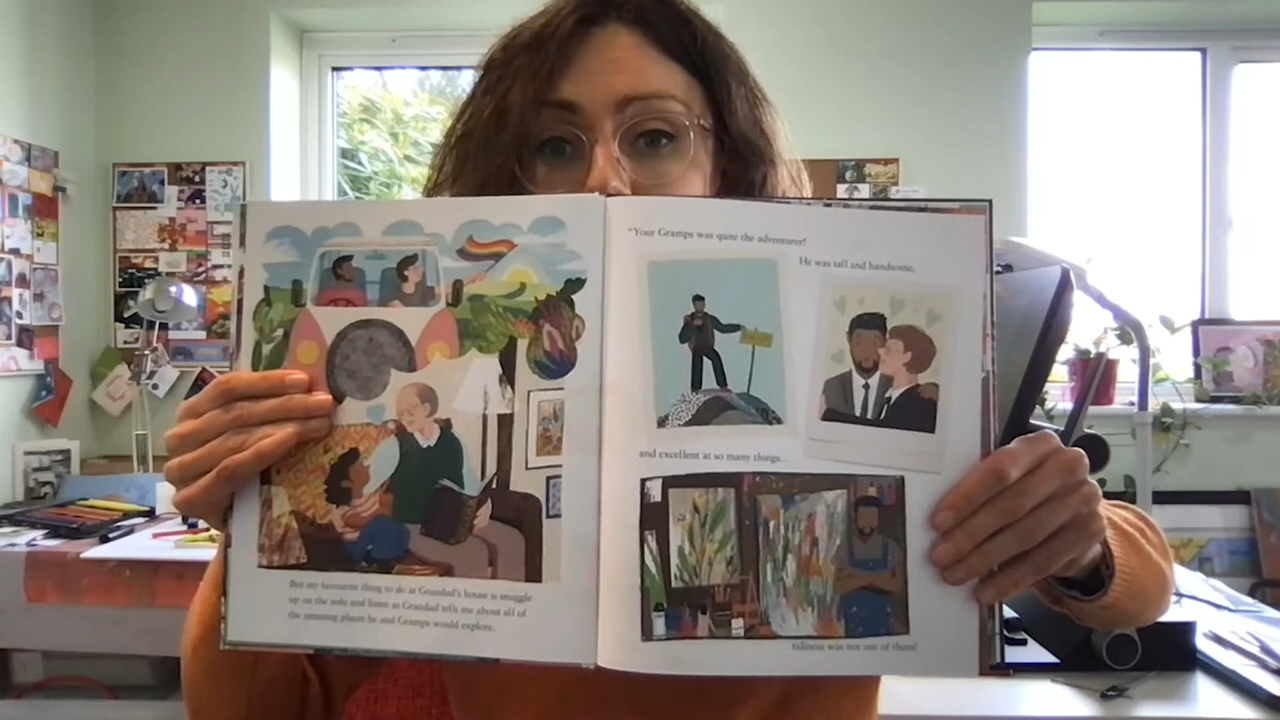 But my favourite thing to do at Grandad's house is snuggle
up on the sofa and listen as Grandad tells me about all of
the amazing places he and Gramps would explore.
"Your Gramps was quite the adventurer!
He was tall and handsome,
and excellent at so many things...
tidiness was not one of them!